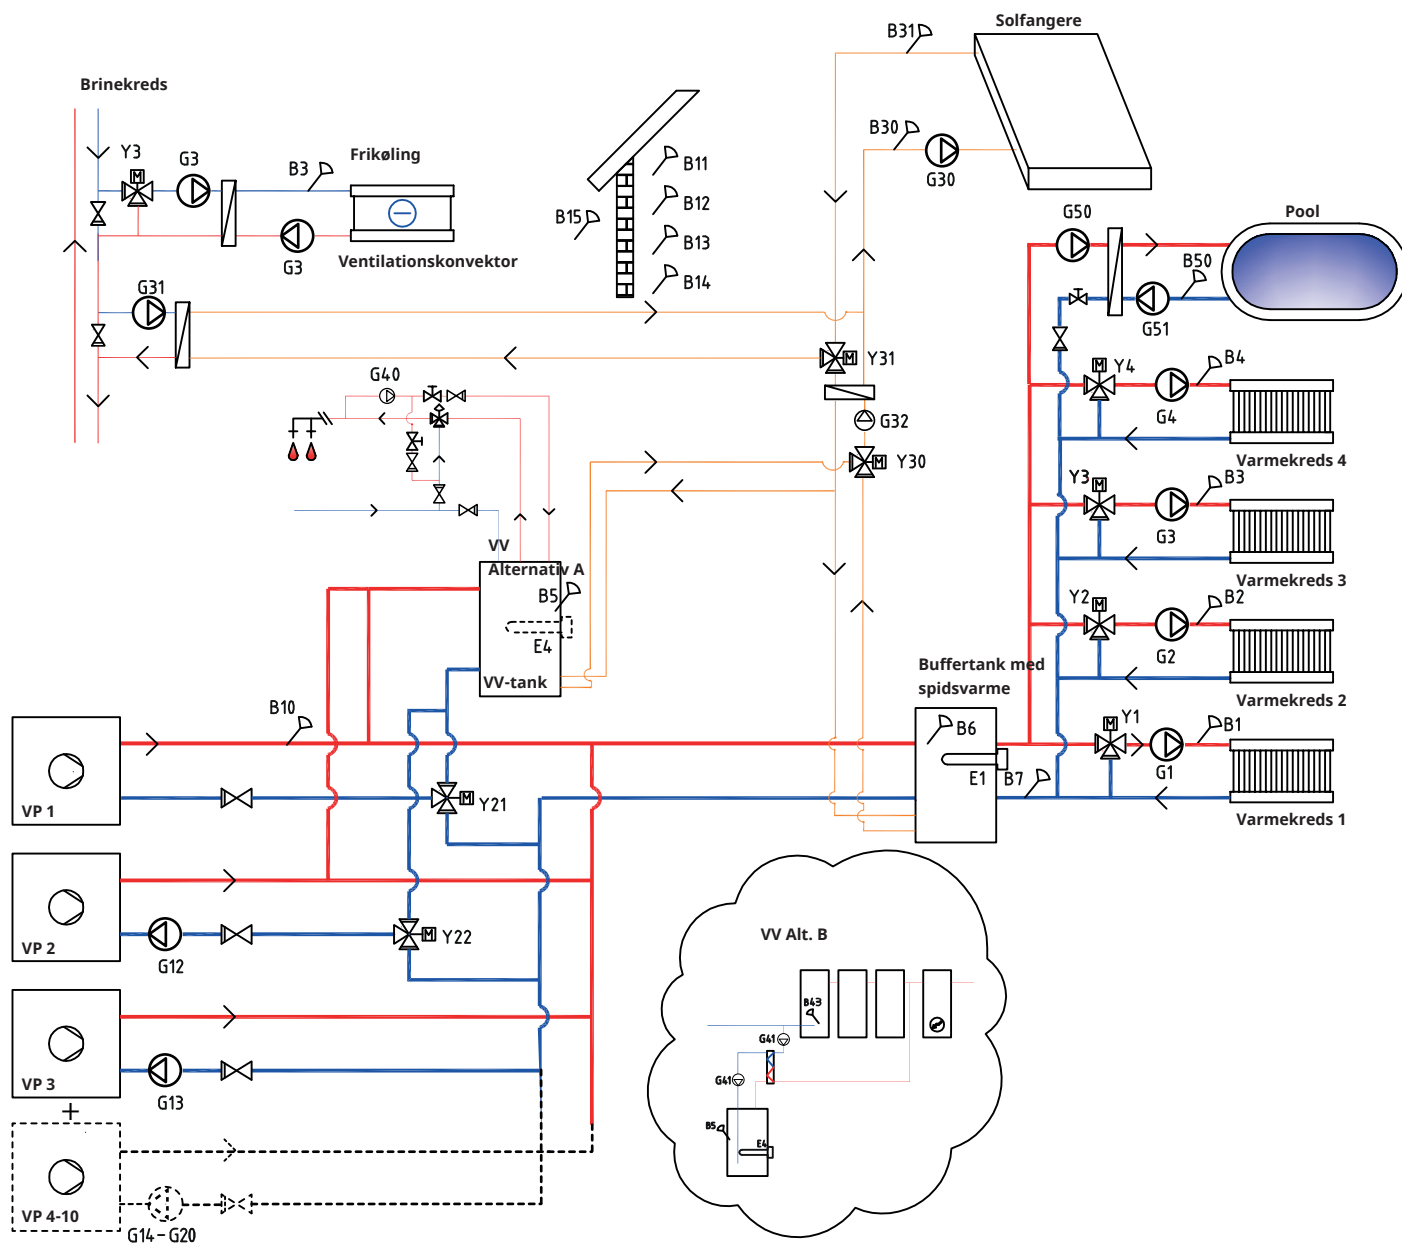 Solfangere
B31
Brinekreds
B30
G30
Y3
G3
B3
Frikøling
B11
B12
B15
B13
B14
G3
Ventilationskonvektor
G50
Pool
B50
G51
G31
Y31
Y4
B4
G4
G40
G32
Y30
Varmekreds 4
Y3
B3
G3
Varmekreds 3
VV
Alternativ A
B5
E4
VV-tank
Y2
B2
G2
Varmekreds 2
Buffertank med
spidsvarme
B10
B6
E1
B7
Y1
B1
G1
Varmekreds 1
M
M
M
M
M
M
M
M
M
VP 1
Y21
VP 2
G12
Y22
VV Alt. B
B43
G41
G41
B5
E4
VP 3
G13
+
VP 4-10
G14-G20